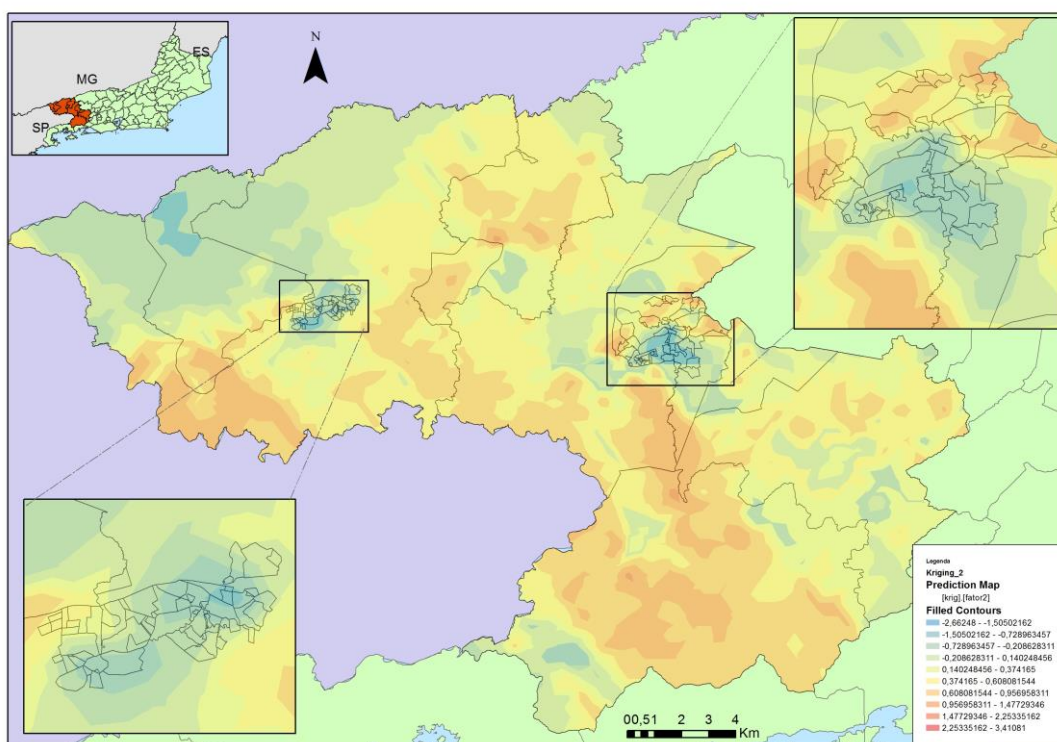 MG
ES
SP
N
00,51 2 3 4
Km
Legenda
Kriging_2
Prediction Map
[krig].[fator2]
Filled Contours
-2,66248 - -1,50502162
-1,50502162 - -0,728963457
-0,728963457 - -0,208628311
-0,208628311 - 0,140248456
0,140248456 - 0,374165
0,374165 - 0,608081544
0,608081544 - 0,956958311
0,956958311 - 1,47729346
1,47729346 - 2,25335162
2,25335162 - 3,41081